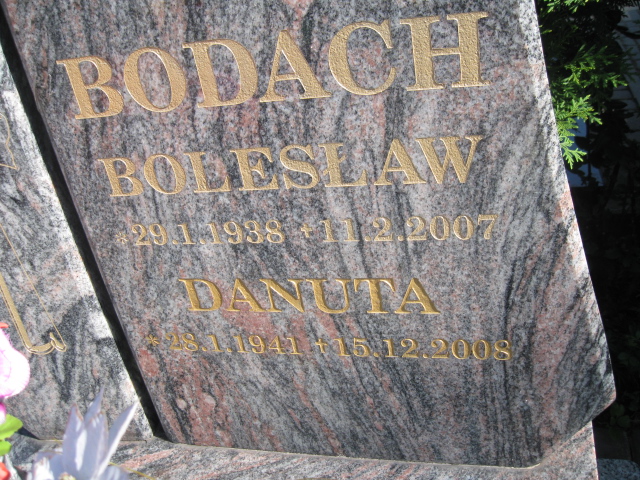 BODACH
BOLESŁAW
*29.1.1938 +11.2.2007
DANUTA
*28.1.1941 +15.12.2008